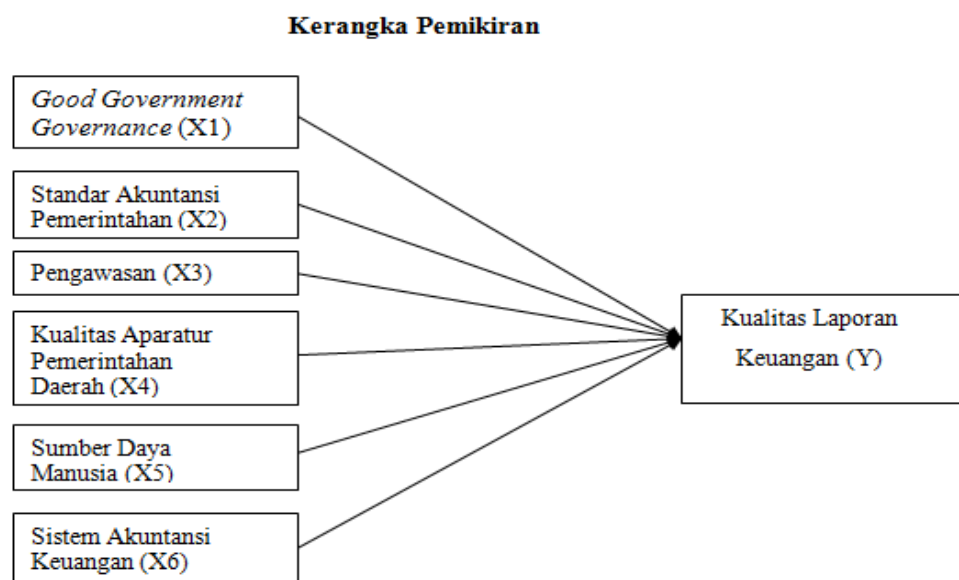 Kerangka Pemikiran
Good Government
Governance (X1)
Standar Akuntansi
Pemerintahan (X2)
Pengawasan (X3)
Kualitas Aparatur
Pemerintahan
Daerah (X4)
Sumber Daya
Manusia (X5)
Sistem Akuntansi
Keuangan (X6)
Kualitas Laporan
Keuangan (Y)